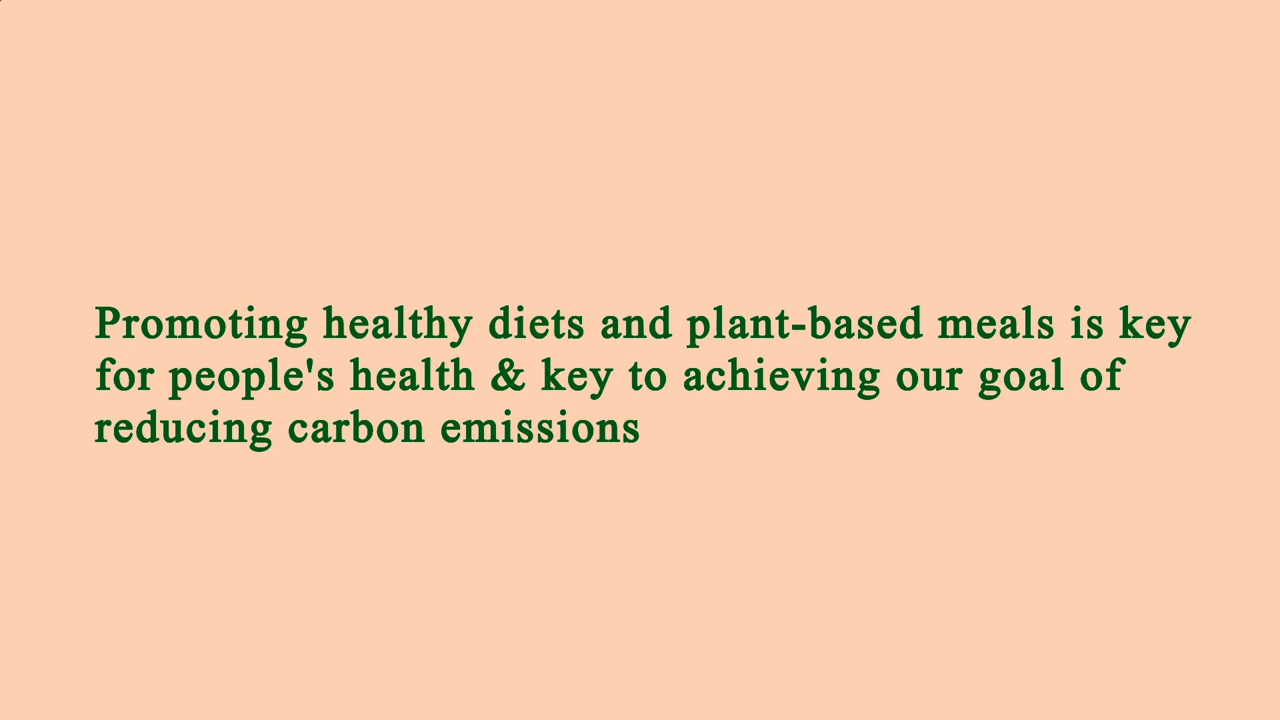 Promoting healthy diets and plant-based meals is key
for people's health & key to achieving our goal of
reducing carbon emissions